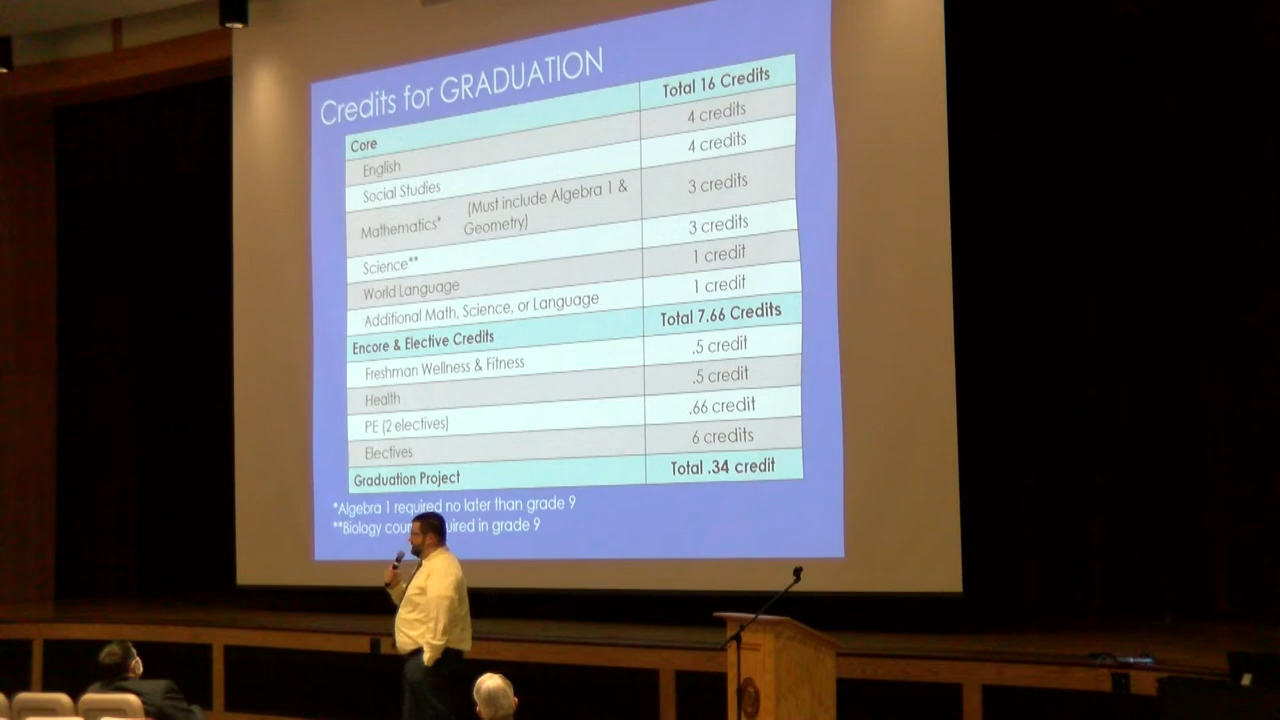 Credits for GRADUATION
Core Total 16 Credits
English 4 credits
Social Studies 4 credits
Mathematics* (Must include Algebra 1 & Geometry) 3 credits
Science** 3 credits
World Language 1 credit
Additional Math, Science, or Language 1 credit
Encore & Elective Credits Total 7.66 Credits
Freshman Wellness & Fitness .5 credit
Health .5 credit
PE (2 electives) .66 credit
Electives 6 credits
Graduation Project Total .34 credit
*Algebra 1 required no later than grade 9
**Biology in grade 9